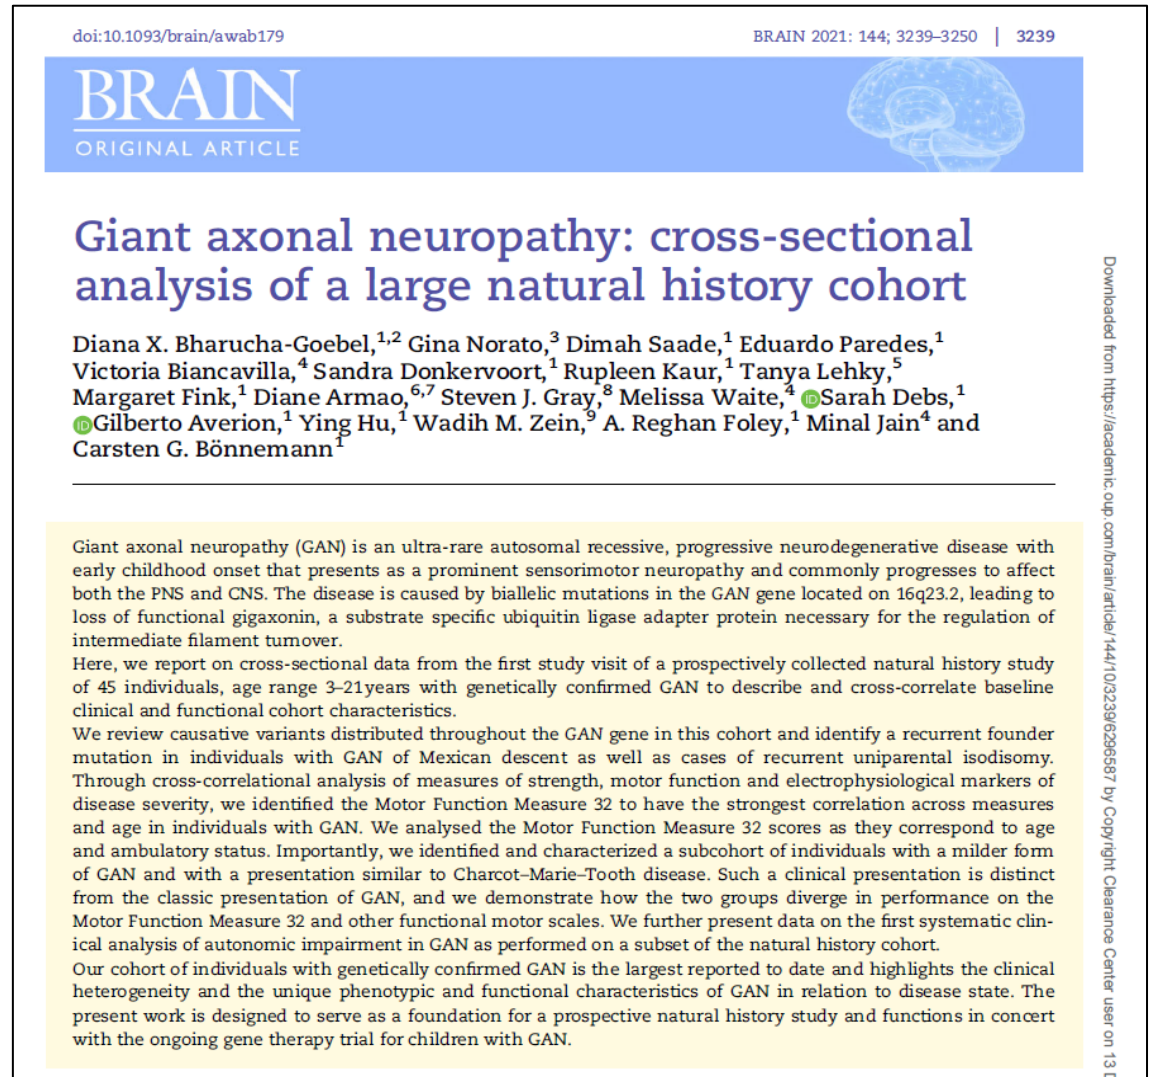 doi:10.1093/brain/awab179
BRAIN 2021: 144; 3239–3250 | 3239
BRAIN
ORIGINAL ARTICLE
Giant axonal neuropathy: cross-sectional
analysis of a large natural history cohort
Diana X. Bharucha-Goebel,1,2 Gina Norato,3 Dimah Saade,1 Eduardo Paredes,1
Victoria Biancavilla,4 Sandra Donkervoort,1 Rupleen Kaur,1 Tanya Lehky,5
Margaret Fink,1 Diane Armao,6,7 Steven J. Gray,8 Melissa Waite,4 iD Sarah Debs,1
iD Gilberto Averion,1 Ying Hu,1 Wadih M. Zein,9 A. Reghan Foley,1 Minal Jain4 and
Carsten G. Bönnemann1
Giant axonal neuropathy (GAN) is an ultra-rare autosomal recessive, progressive neurodegenerative disease with
early childhood onset that presents as a prominent sensorimotor neuropathy and commonly progresses to affect
both the PNS and CNS. The disease is caused by biallelic mutations in the GAN gene located on 16q23.2, leading to
loss of functional gigaxonin, a substrate specific ubiquitin ligase adapter protein necessary for the regulation of
intermediate filament turnover.
Here, we report on cross-sectional data from the first study visit of a prospectively collected natural history study
of 45 individuals, age range 3–21years with genetically confirmed GAN to describe and cross-correlate baseline
clinical and functional cohort characteristics.
We review causative variants distributed throughout the GAN gene in this cohort and identify a recurrent founder
mutation in individuals with GAN of Mexican descent as well as cases of recurrent uniparental isodisomy.
Through cross-correlational analysis of measures of strength, motor function and electrophysiological markers of
disease severity, we identified the Motor Function Measure 32 to have the strongest correlation across measures
and age in individuals with GAN. We analysed the Motor Function Measure 32 scores as they correspond to age
and ambulatory status. Importantly, we identified and characterized a subcohort of individuals with a milder form
of GAN and with a presentation similar to Charcot–Marie–Tooth disease. Such a clinical presentation is distinct
from the classic presentation of GAN, and we demonstrate how the two groups diverge in performance on the
Motor Function Measure 32 and other functional motor scales. We further present data on the first systematic clin-
ical analysis of autonomic impairment in GAN as performed on a subset of the natural history cohort.
Our cohort of individuals with genetically confirmed GAN is the largest reported to date and highlights the clinical
heterogeneity and the unique phenotypic and functional characteristics of GAN in relation to disease state. The
present work is designed to serve as a foundation for a prospective natural history study and functions in concert
with the ongoing gene therapy trial for children with GAN.
Downloaded from https://academic.oup.com/brain/article/144/10/3239/6296587 by Copyright Clearance Center user on 13